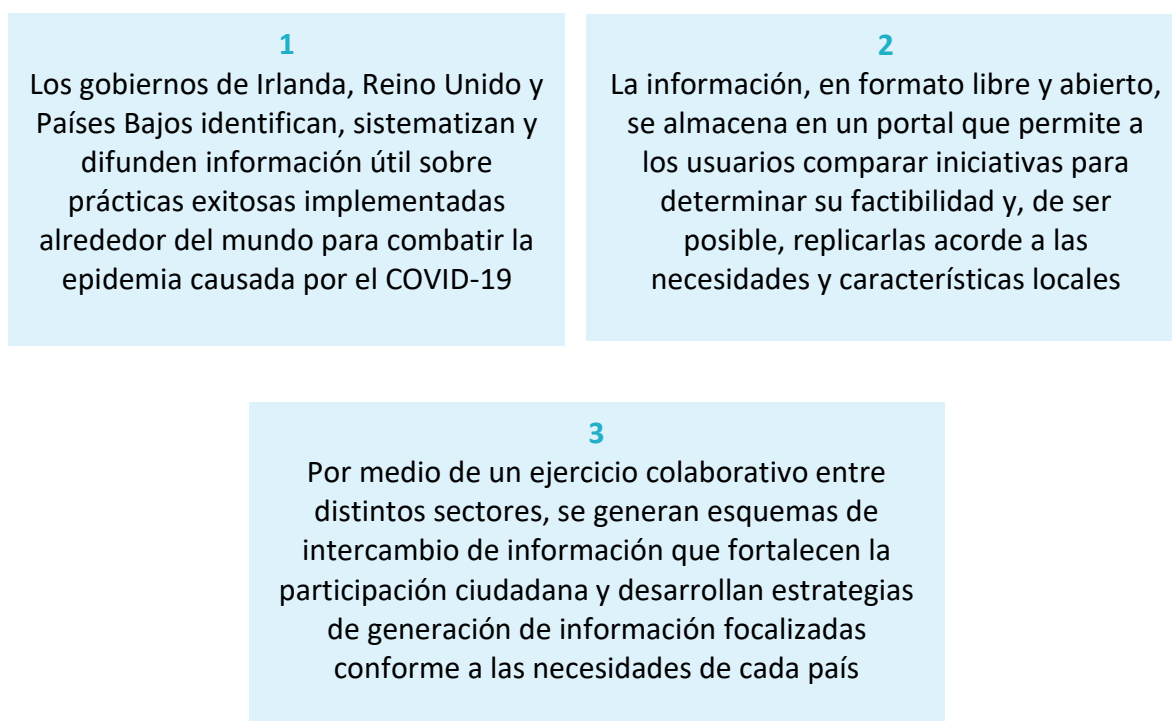 1
Los gobiernos de Irlanda, Reino Unido y
Países Bajos identifican, sistematizan y
difunden información útil sobre
prácticas exitosas implementadas
alrededor del mundo para combatir la
epidemia causada por el COVID-19
2
La información, en formato libre y abierto,
se almacena en un portal que permite a
los usuarios comparar iniciativas para
determinar su factibilidad y, de ser
posible, replicarlas acorde a las
necesidades y características locales
3
Por medio de un ejercicio colaborativo entre
distintos sectores, se generan esquemas de
intercambio de información que fortalecen la
participación ciudadana y desarrollan estrategias
de generación de información focalizadas
conforme a las necesidades de cada país